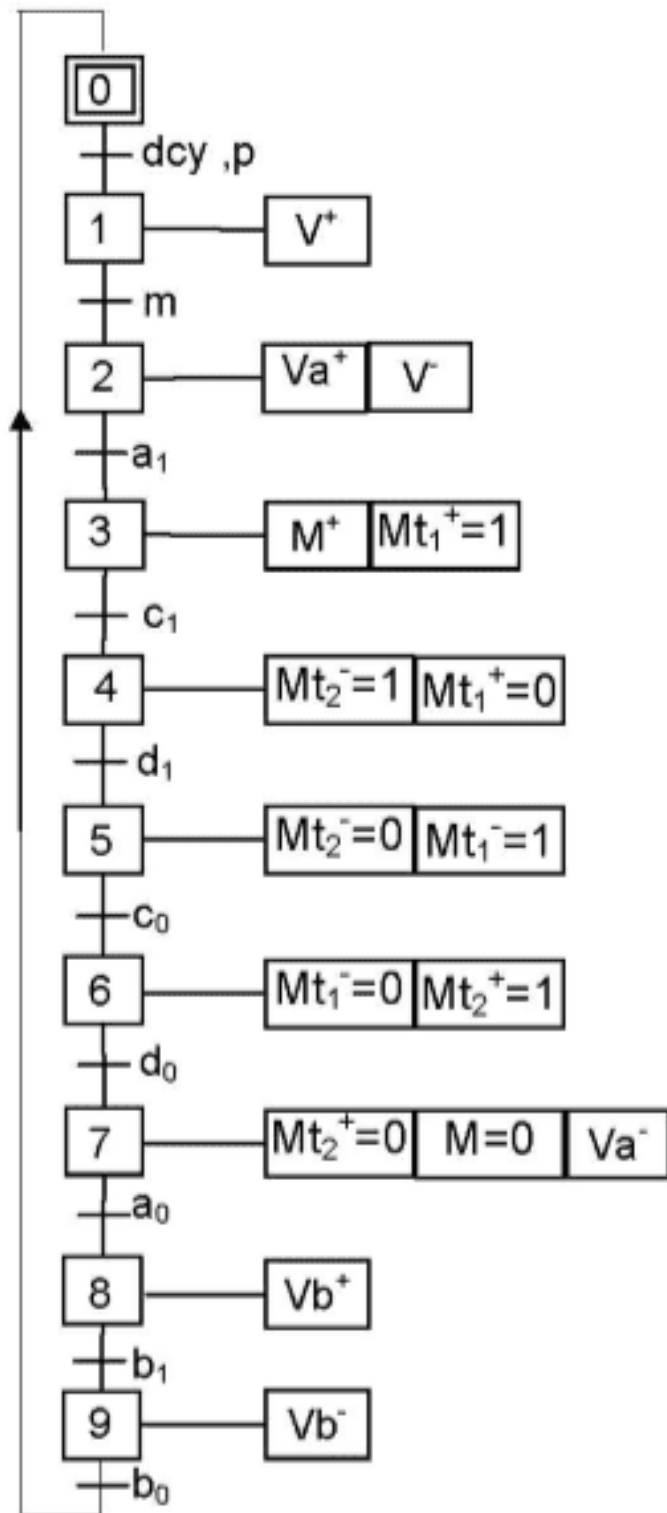 0
dcy ,p
1 V⁺
m
2 Va⁺ V⁻
a₁
3 M⁺ Mt₁⁺=1
c₁
4 Mt₂⁻=1 Mt₁⁺=0
d₁
5 Mt₂⁻=0 Mt₁⁻=1
c₀
6 Mt₁⁻=0 Mt₂⁺=1
d₀
7 Mt₂⁺=0 M=0 Va⁻
a₀
8 Vb⁺
b₁
9 Vb⁻
b₀